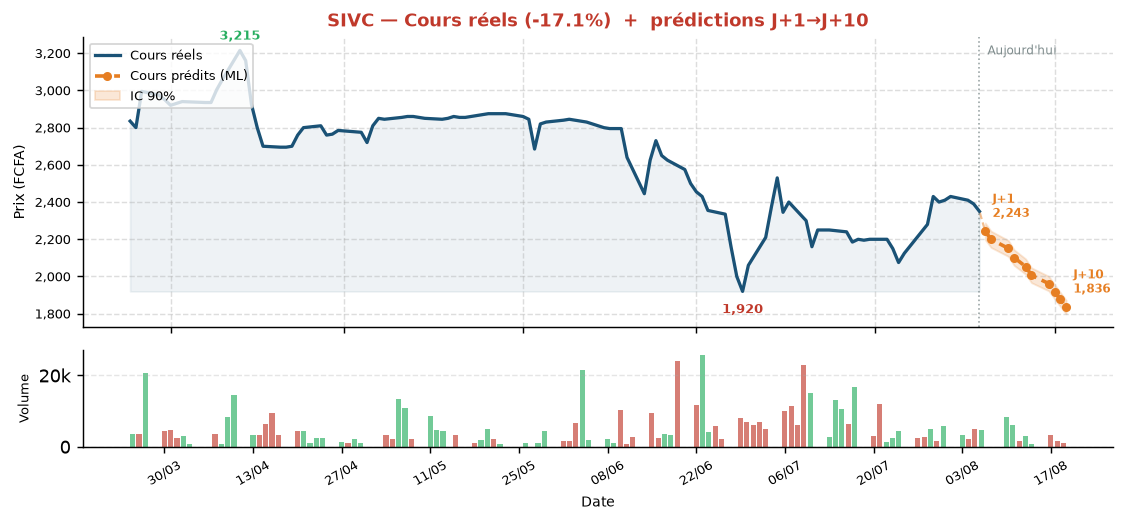 SIVC — Cours réels (-17.1%)  +  prédictions J+1→J+10
3,215
Aujourd'hui
Cours réels
Cours prédits (ML)
IC 90%
Prix (FCFA)
3,200
3,000
2,800
2,600
2,400
2,200
2,000
1,800
J+1
2,243
J+10
1,836
1,920
Volume
20k
0
30/03
13/04
27/04
11/05
25/05
08/06
22/06
06/07
20/07
03/08
17/08
Date